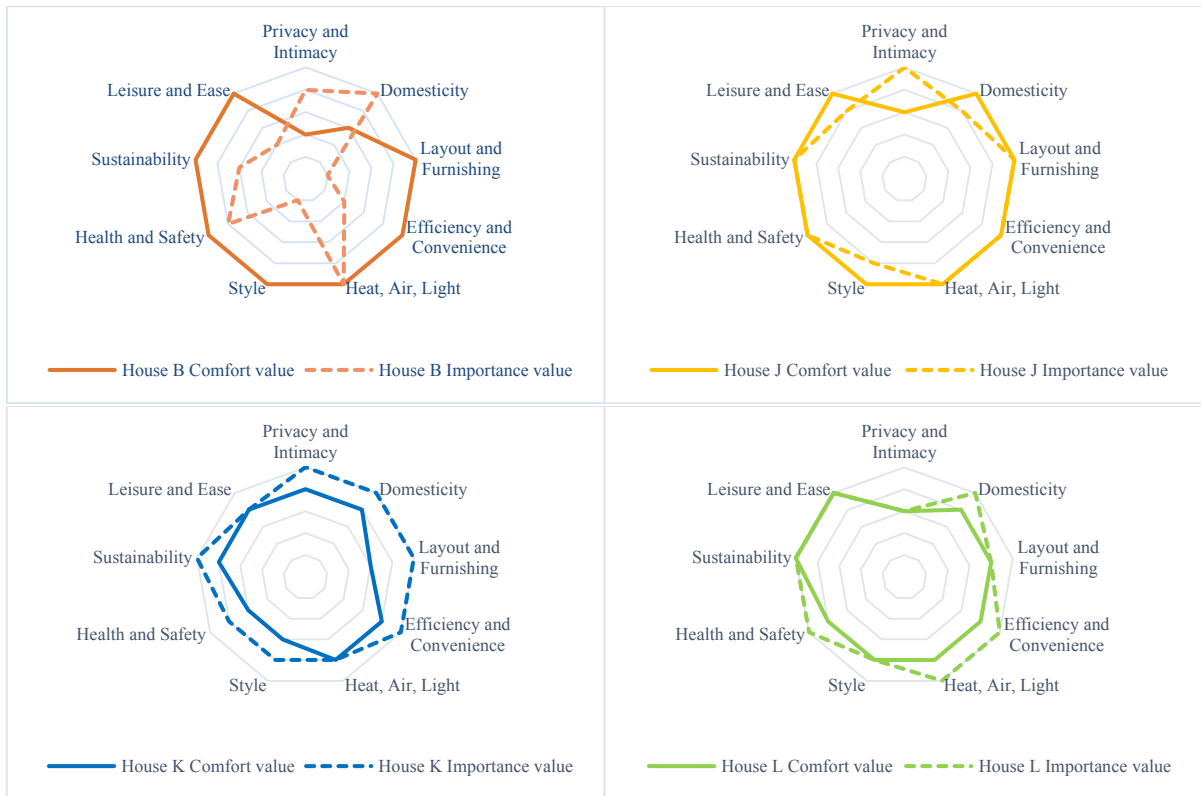 Privacy and
Intimacy
Leisure and Ease
Domesticity
Sustainability
Layout and
Furnishing
Health and Safety
Efficiency and
Convenience
Style
Heat, Air, Light
House B Comfort value
House B Importance value
Privacy and
Intimacy
Leisure and Ease
Domesticity
Sustainability
Layout and
Furnishing
Health and Safety
Efficiency and
Convenience
Style
Heat, Air, Light
House J Comfort value
House J Importance value
Privacy and
Intimacy
Leisure and Ease
Domesticity
Sustainability
Layout and
Furnishing
Health and Safety
Efficiency and
Convenience
Style
Heat, Air, Light
House K Comfort value
House K Importance value
Privacy and
Intimacy
Leisure and Ease
Domesticity
Sustainability
Layout and
Furnishing
Health and Safety
Efficiency and
Convenience
Style
Heat, Air, Light
House L Comfort value
House L Importance value